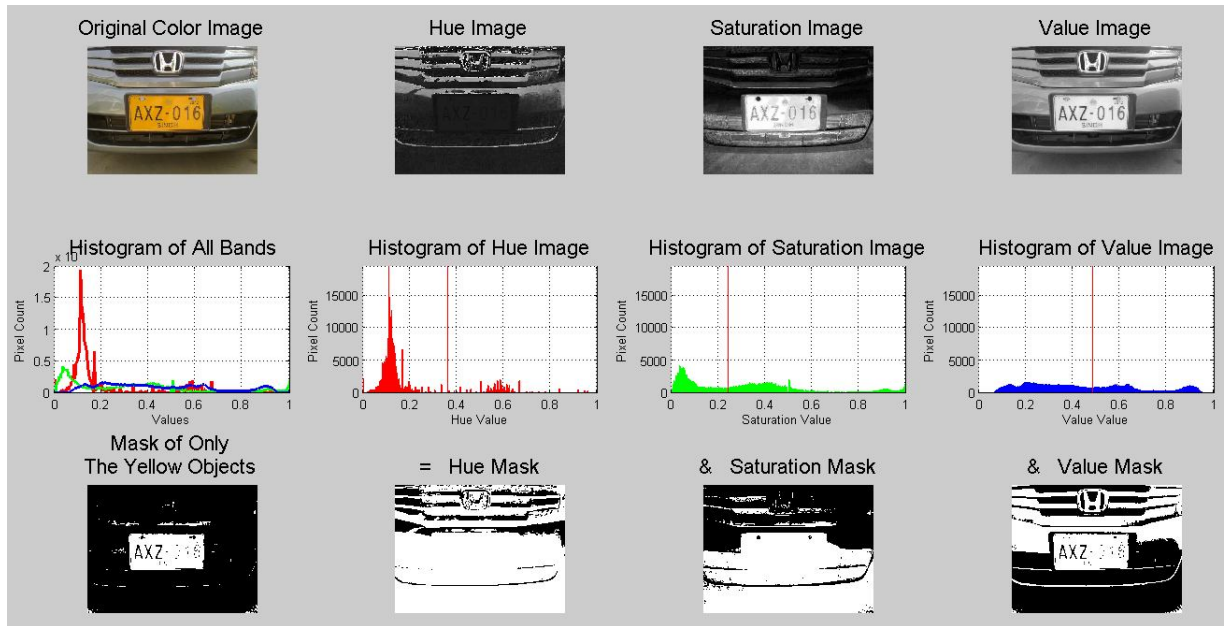 Original Color Image
Hue Image
Saturation Image
Value Image
AXZ-016
SINDH
AXZ-016
SINDH
AXZ-016
SINDH
Histogram of All Bands
Histogram of Hue Image
Histogram of Saturation Image
Histogram of Value Image
Pixel Count
2
1.5
1
0.5
0
0 0.2 0.4 0.6 0.8 1
Values
Pixel Count
15000
10000
5000
0
0 0.2 0.4 0.6 0.8 1
Hue Value
Pixel Count
15000
10000
5000
0
0 0.2 0.4 0.6 0.8 1
Saturation Value
Pixel Count
15000
10000
5000
0
0 0.2 0.4 0.6 0.8 1
Value Value
Mask of Only
The Yellow Objects
= Hue Mask
& Saturation Mask
& Value Mask
AXZ-016
AXZ-016